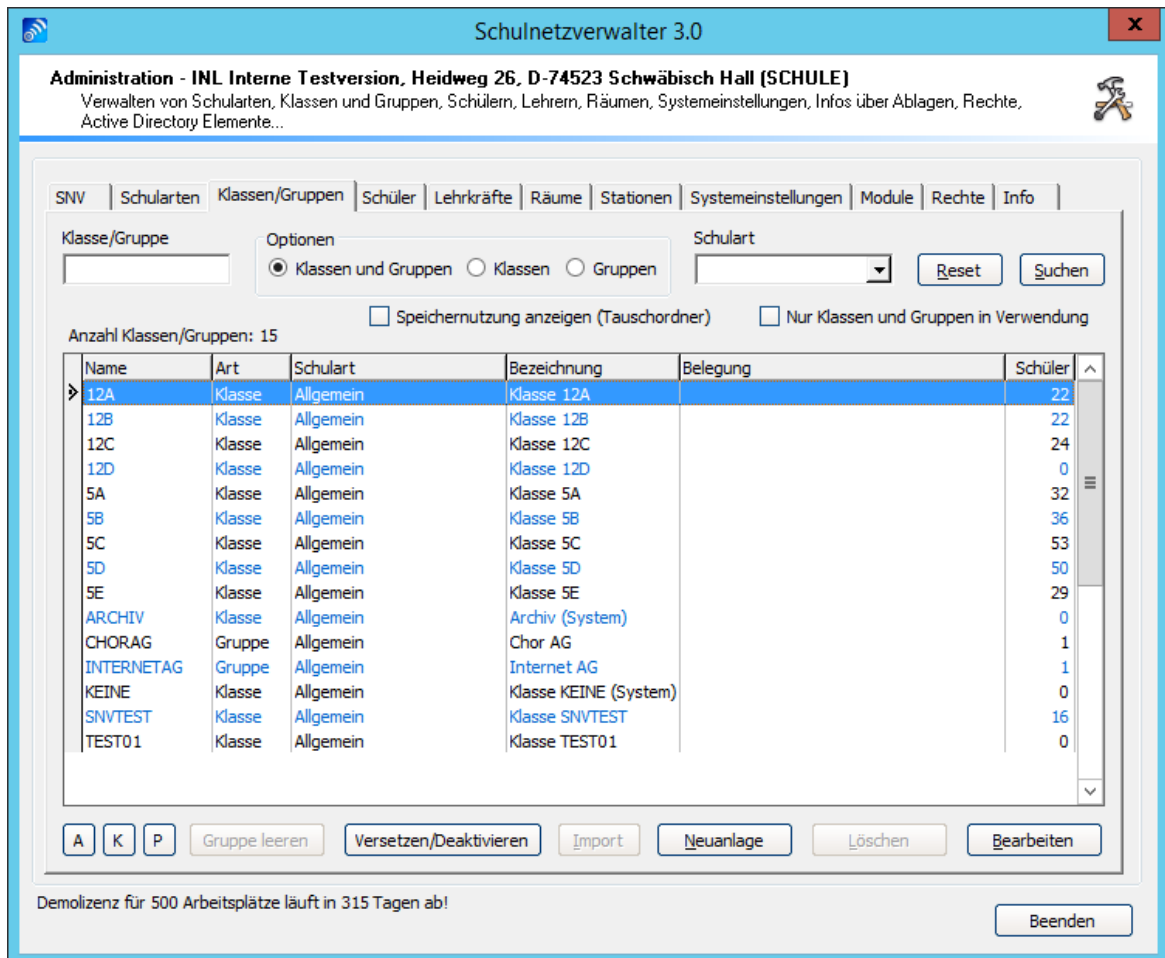 Schulnetzverwalter 3.0
x
Administration - INL Interne Testversion, Heidweg 26, D-74523 Schwäbisch Hall (SCHULE)
Verwalten von Schularten, Klassen und Gruppen, Schülern, Lehrern, Räumen, Systemeinstellungen, Infos über Ablagen, Rechte,
Active Directory Elemente...
SNV Schularten Klassen/Gruppen Schüler Lehrkräfte Räume Stationen Systemeinstellungen Module Rechte Info
Klasse/Gruppe Optionen Schulart
Klassen und Gruppen Klassen Gruppen Reset Suchen
Speichernutzung anzeigen (Tauschordner) Nur Klassen und Gruppen in Verwendung
Anzahl Klassen/Gruppen: 15
Name Art Schulart Bezeichnung Belegung Schüler
12A Klasse Allgemein Klasse 12A 22
12B Klasse Allgemein Klasse 12B 22
12C Klasse Allgemein Klasse 12C 24
12D Klasse Allgemein Klasse 12D 0
5A Klasse Allgemein Klasse 5A 32
5B Klasse Allgemein Klasse 5B 36
5C Klasse Allgemein Klasse 5C 53
5D Klasse Allgemein Klasse 5D 50
5E Klasse Allgemein Klasse 5E 29
ARCHIV Klasse Allgemein Archiv (System) 0
CHORAG Gruppe Allgemein Chor AG 1
INTERNETAG Gruppe Allgemein Internet AG 1
KEINE Klasse Allgemein Klasse KEINE (System) 0
SNVTEST Klasse Allgemein Klasse SNVTEST 16
TEST01 Klasse Allgemein Klasse TEST01 0
A K P Gruppe leeren Versetzen/Deaktivieren Import Neuanlage Löschen Bearbeiten
Demolizenz für 500 Arbeitsplätze läuft in 315 Tagen ab!
Beenden